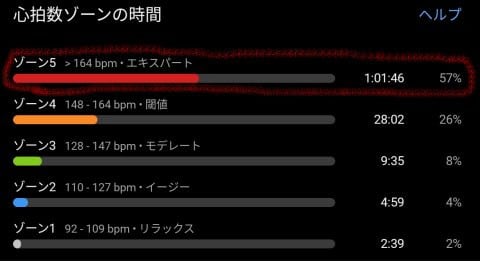 心拍数ゾーンの時間 ヘルプ
ゾーン5 > 164 bpm • エキスパート
1:01:46 57%
ゾーン4 148 - 164 bpm • 閾値
28:02 26%
ゾーン3 128 - 147 bpm • モデレート
9:35 8%
ゾーン2 110 - 127 bpm • イージー
4:59 4%
ゾーン1 92 - 109 bpm • リラックス
2:39 2%